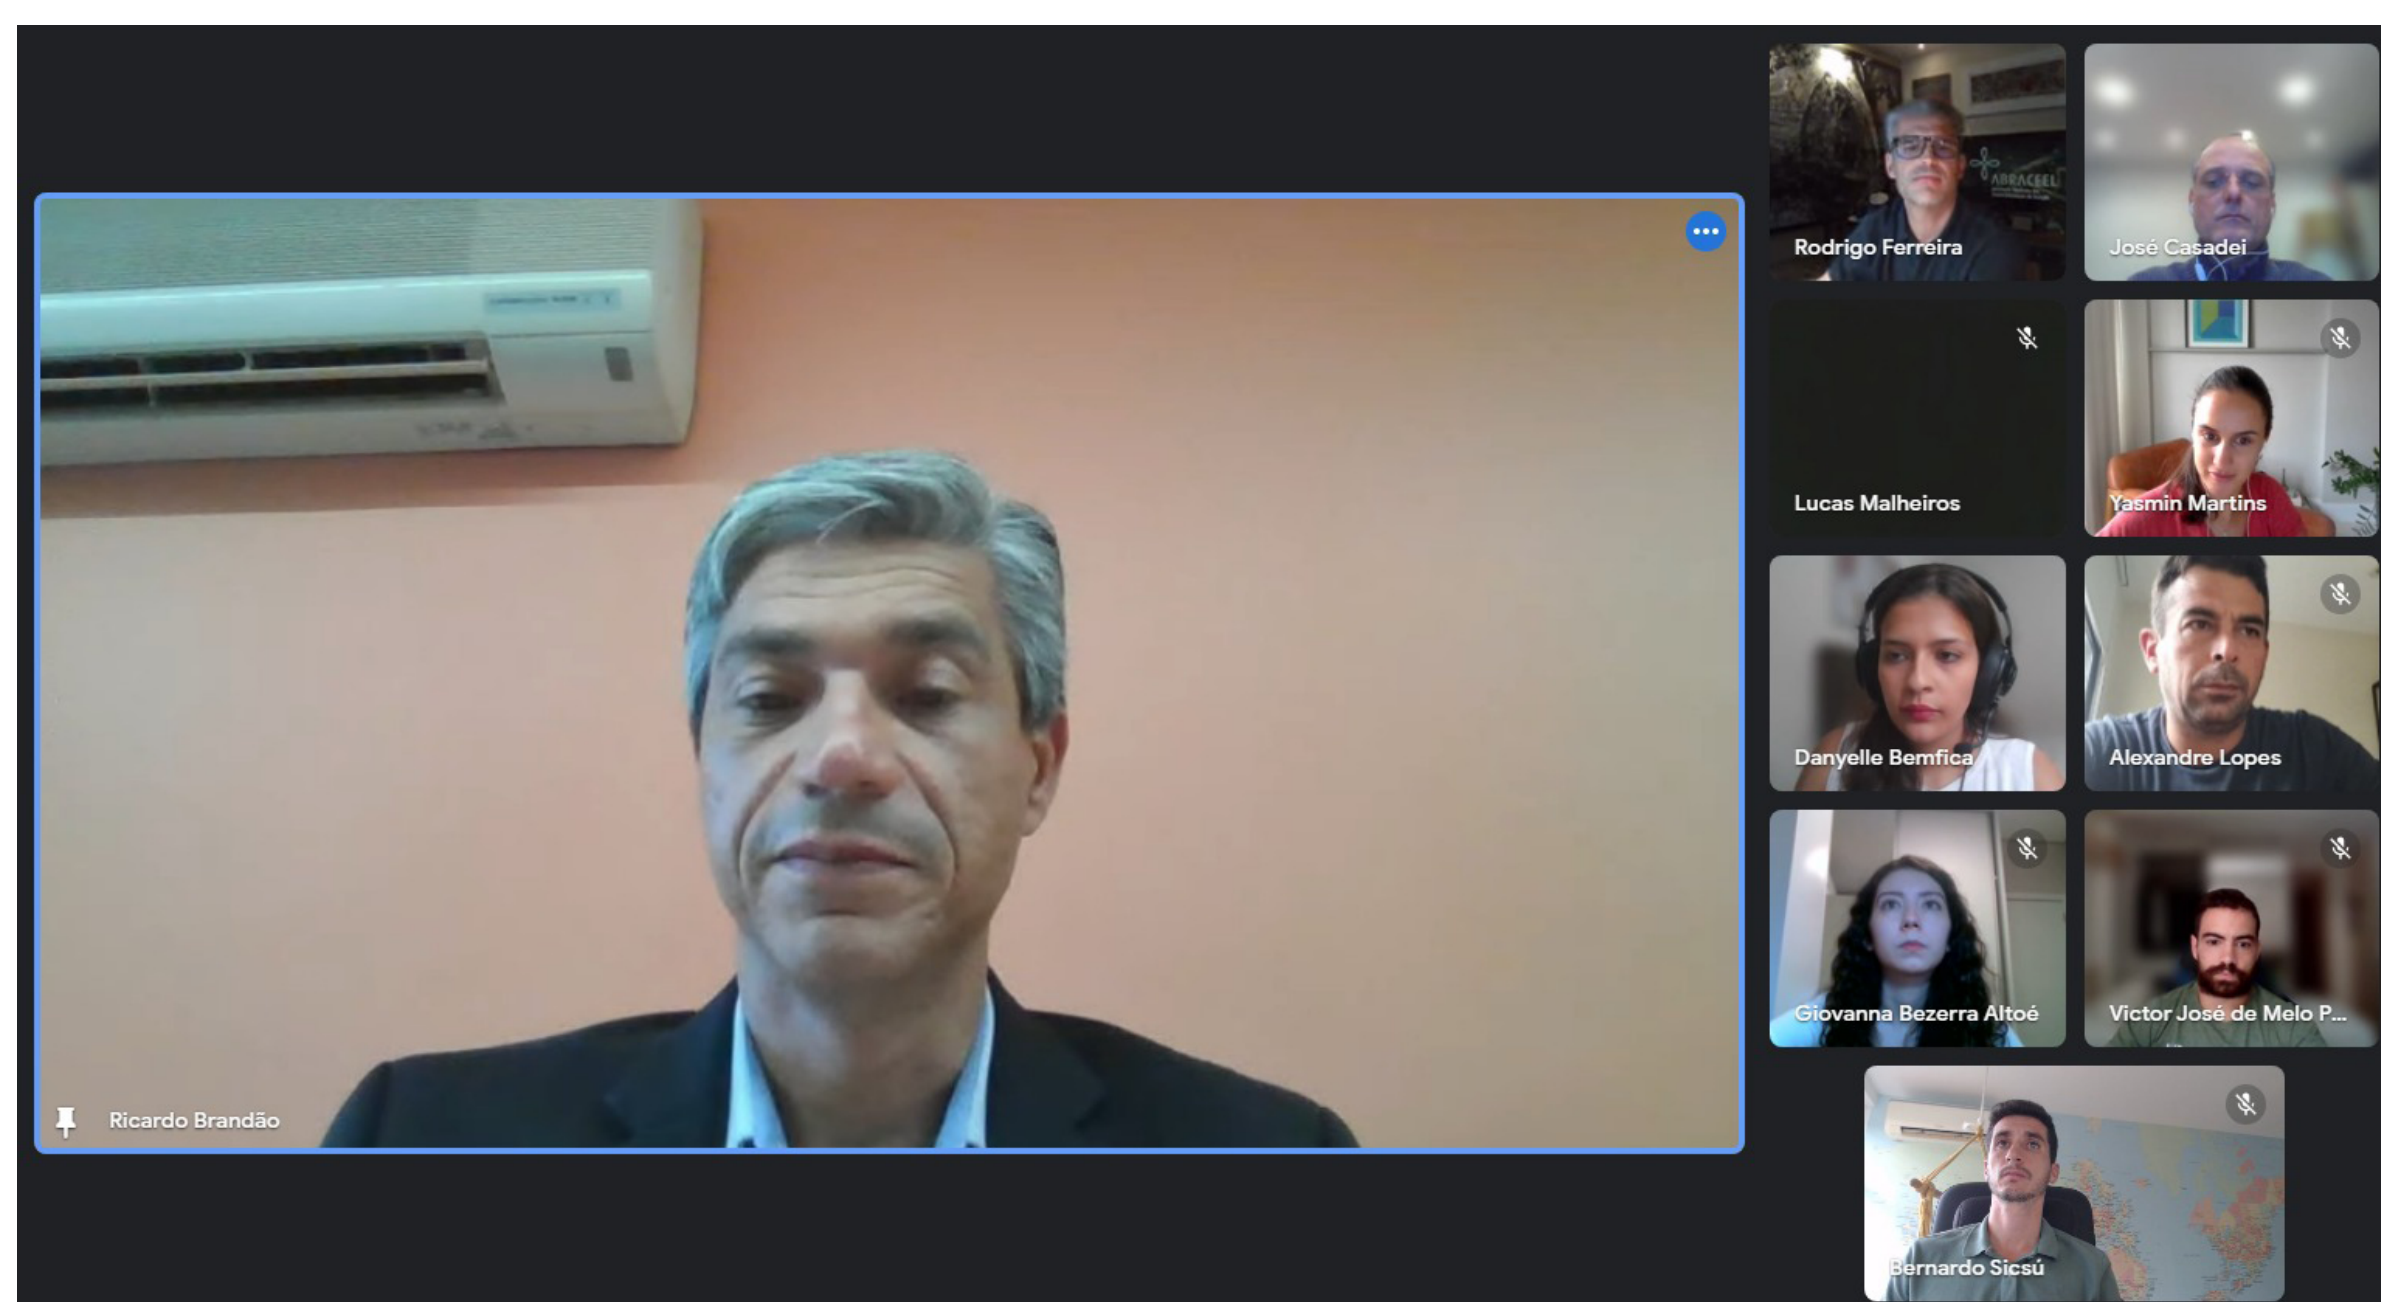 Ricardo Brandão
Rodrigo Ferreira
ABRACEEL
José Casadei
Lucas Malheiros
Yasmin Martins
Danyelle Bemfica
Alexandre Lopes
Giovanna Bezerra Altoé
Victor José de Melo P...
Bernardo Sicsú